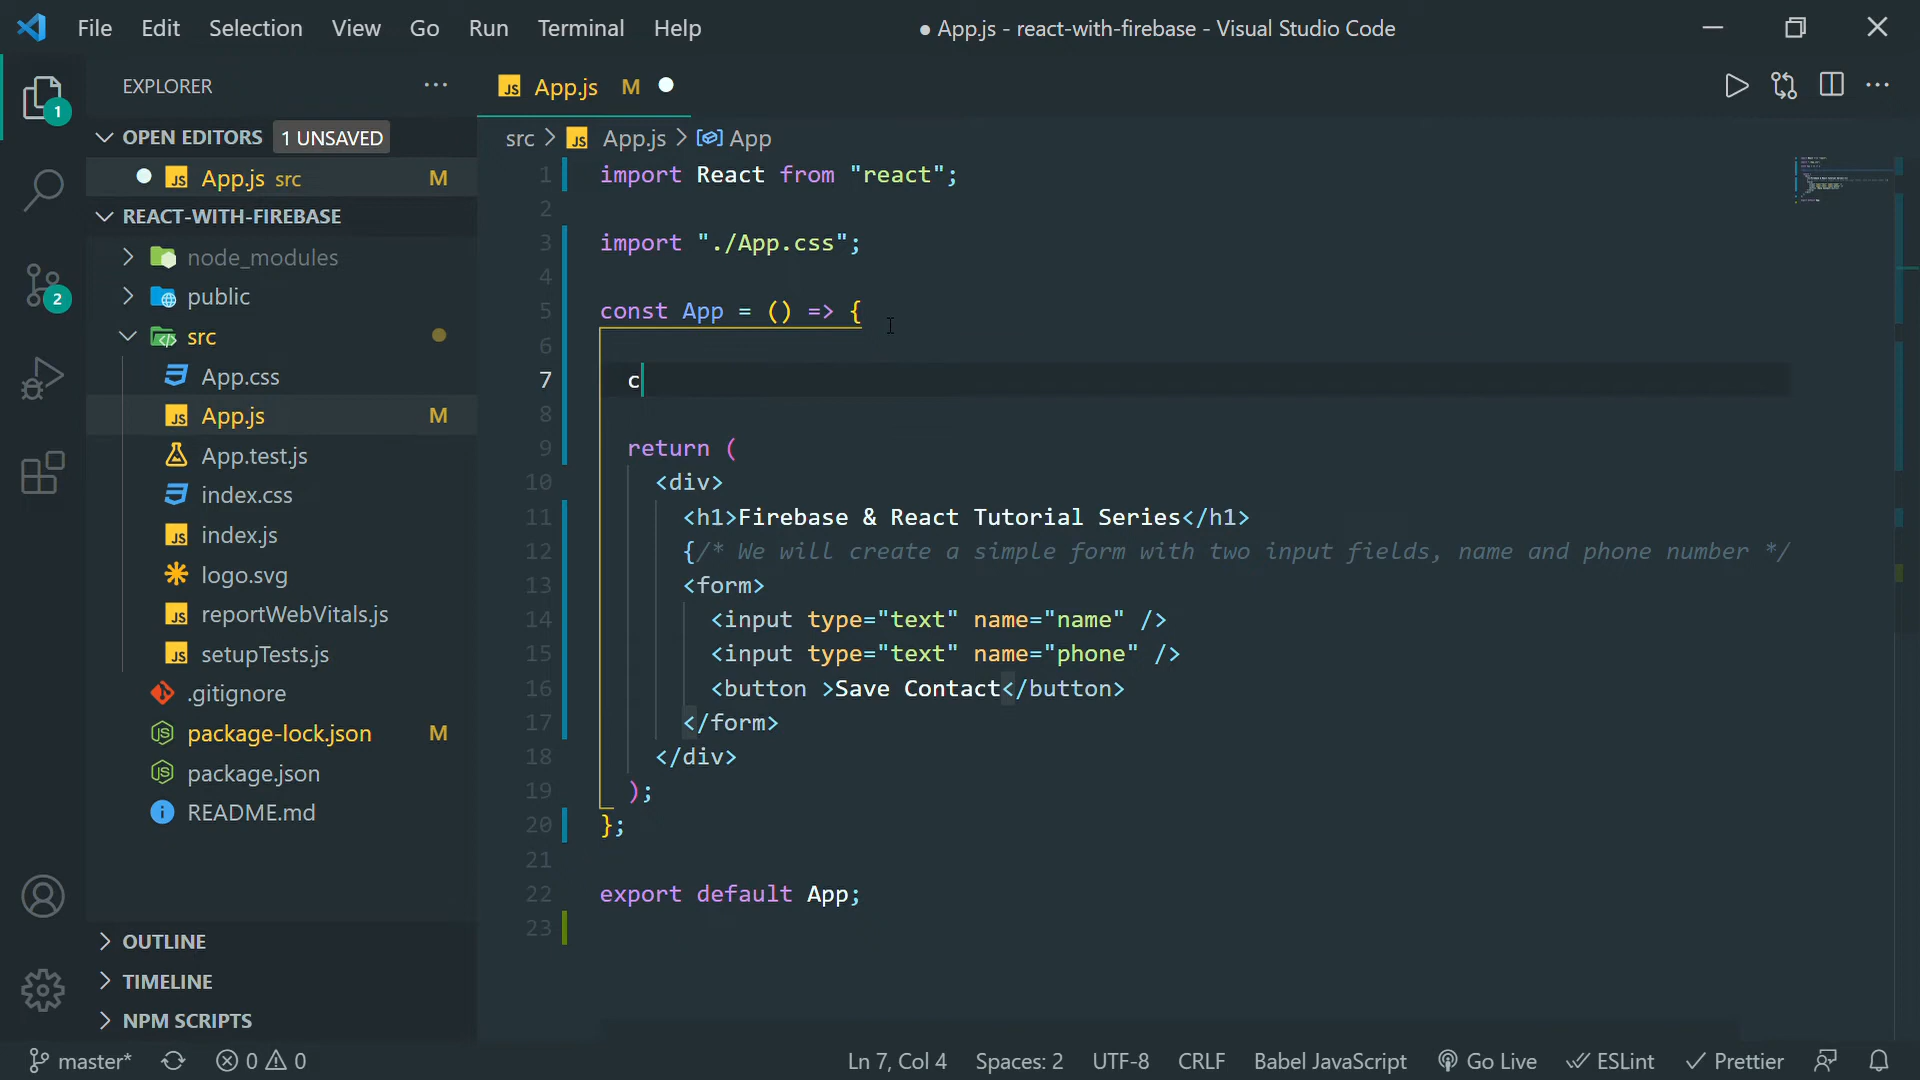 File Edit Selection View Go Run Terminal Help
● App.js - react-with-firebase - Visual Studio Code
EXPLORER
OPEN EDITORS 1 UNSAVED
JS App.js src M
REACT-WITH-FIREBASE
node_modules
public
src
App.css
JS App.js M
App.test.js
index.css
JS index.js
logo.svg
JS reportWebVitals.js
JS setupTests.js
.gitignore
package-lock.json M
package.json
README.md
OUTLINE
TIMELINE
NPM SCRIPTS
1
2
JS App.js M
src > JS App.js > App
1 import React from "react";
2
3 import "./App.css";
4
5 const App = () => {
6
7 c
8
9 return (
10 <div>
11 <h1>Firebase & React Tutorial Series</h1>
12 {/* We will create a simple form with two input fields, name and phone number */
13 <form>
14 <input type="text" name="name" />
15 <input type="text" name="phone" />
16 <button >Save Contact</button>
17 </form>
18 </div>
19 );
20 };
21
22 export default App;
23
master* 0 0 Ln 7, Col 4 Spaces: 2 UTF-8 CRLF Babel JavaScript Go Live ESLint Prettier